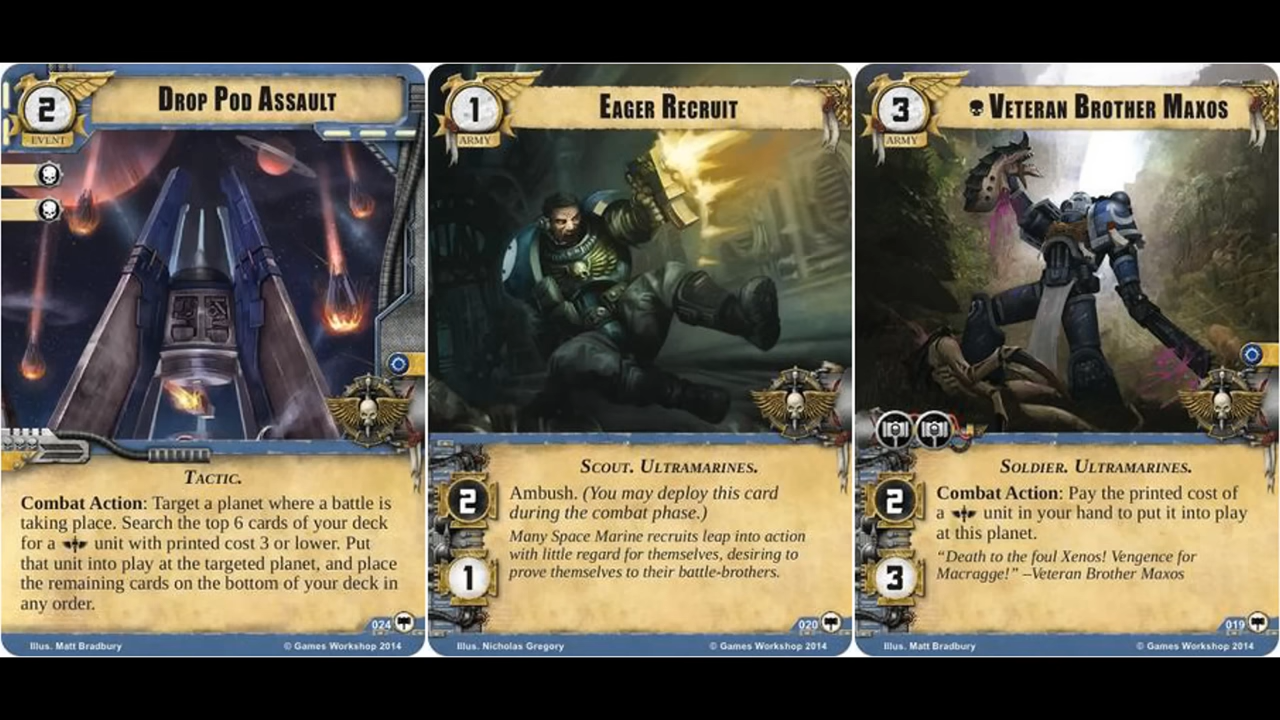 2
EVENT
DROP POD ASSAULT
TACTIC.
Combat Action: Target a planet where a battle is
taking place. Search the top 6 cards of your deck
for a unit with printed cost 3 or lower. Put
that unit into play at the targeted planet, and place
the remaining cards on the bottom of your deck in
any order.
024
Illus. Matt Bradbury
© Games Workshop 2014
1
ARMY
EAGER RECRUIT
SCOUT. ULTRAMARINES.
2
1
Ambush. (You may deploy this card
during the combat phase.)
Many Space Marine recruits leap into action
with little regard for themselves, desiring to
prove themselves to their battle-brothers.
020
Illus. Nicholas Gregory
© Games Workshop 2014
3
ARMY
VETERAN BROTHER MAXOS
SOLDIER. ULTRAMARINES.
2
3
Combat Action: Pay the printed cost of
a unit in your hand to put it into play
at this planet.
“Death to the foul Xenos! Vengence for
Macragge!” –Veteran Brother Maxos
019
Illus. Matt Bradbury
© Games Workshop 2014